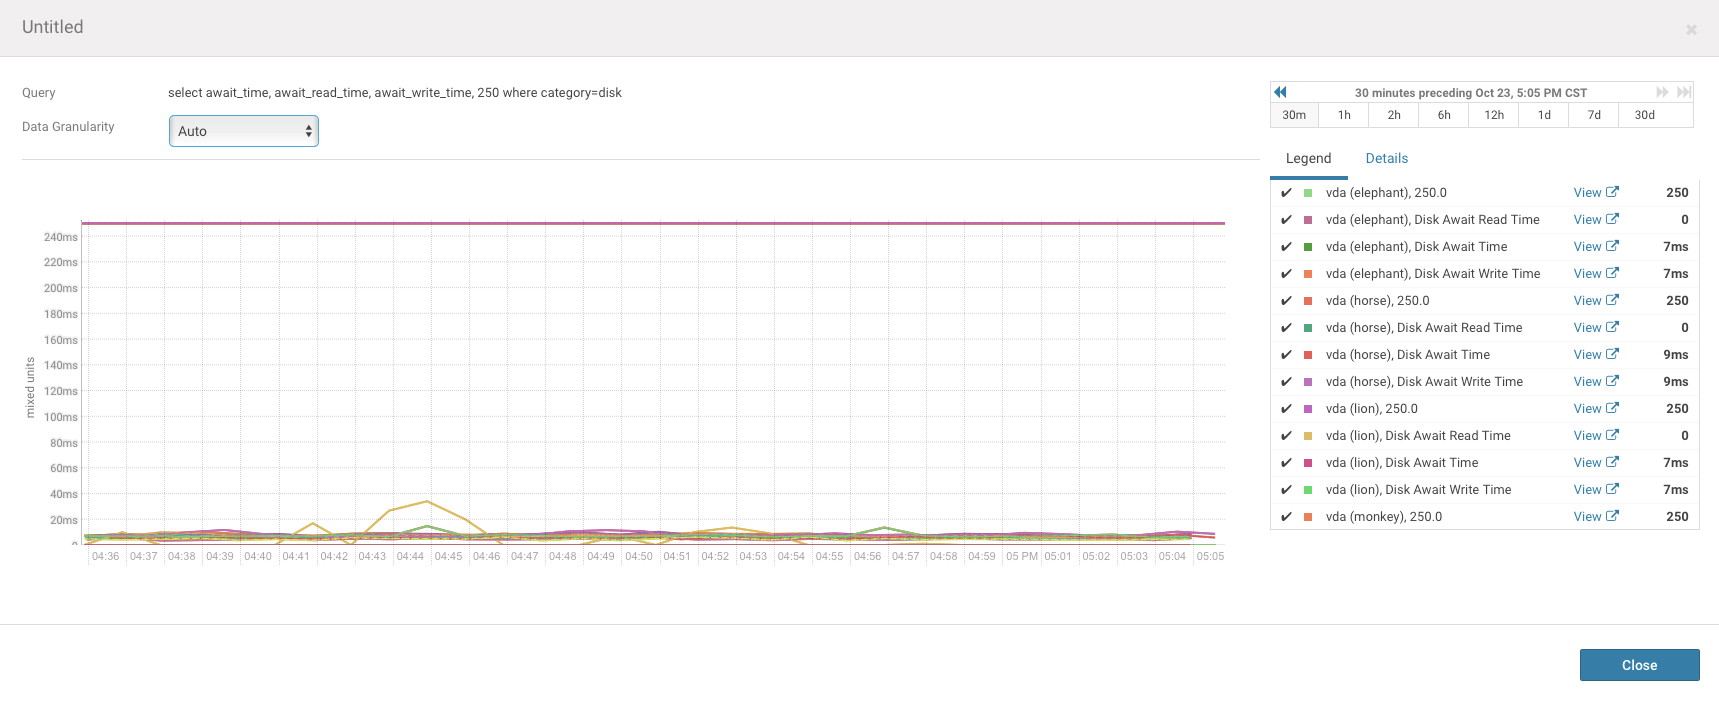 Untitled
Query
select await_time, await_read_time, await_write_time, 250 where category=disk
Data Granularity
Auto
30 minutes preceding Oct 23, 5:05 PM CST
30m 1h 2h 6h 12h 1d 7d 30d
Legend Details
vda (elephant), 250.0 View 250
vda (elephant), Disk Await Read Time View 0
vda (elephant), Disk Await Time View 7ms
vda (elephant), Disk Await Write Time View 7ms
vda (horse), 250.0 View 250
vda (horse), Disk Await Read Time View 0
vda (horse), Disk Await Time View 9ms
vda (horse), Disk Await Write Time View 9ms
vda (lion), 250.0 View 250
vda (lion), Disk Await Read Time View 0
vda (lion), Disk Await Time View 7ms
vda (lion), Disk Await Write Time View 7ms
vda (monkey), 250.0 View 250
mixed units
240ms
220ms
200ms
180ms
160ms
140ms
120ms
100ms
80ms
60ms
40ms
20ms
0
04:36 04:37 04:38 04:39 04:40 04:41 04:42 04:43 04:44 04:45 04:46 04:47 04:48 04:49 04:50 04:51 04:52 04:53 04:54 04:55 04:56 04:57 04:58 04:59 05 PM 05:01 05:02 05:03 05:04 05:05
Close